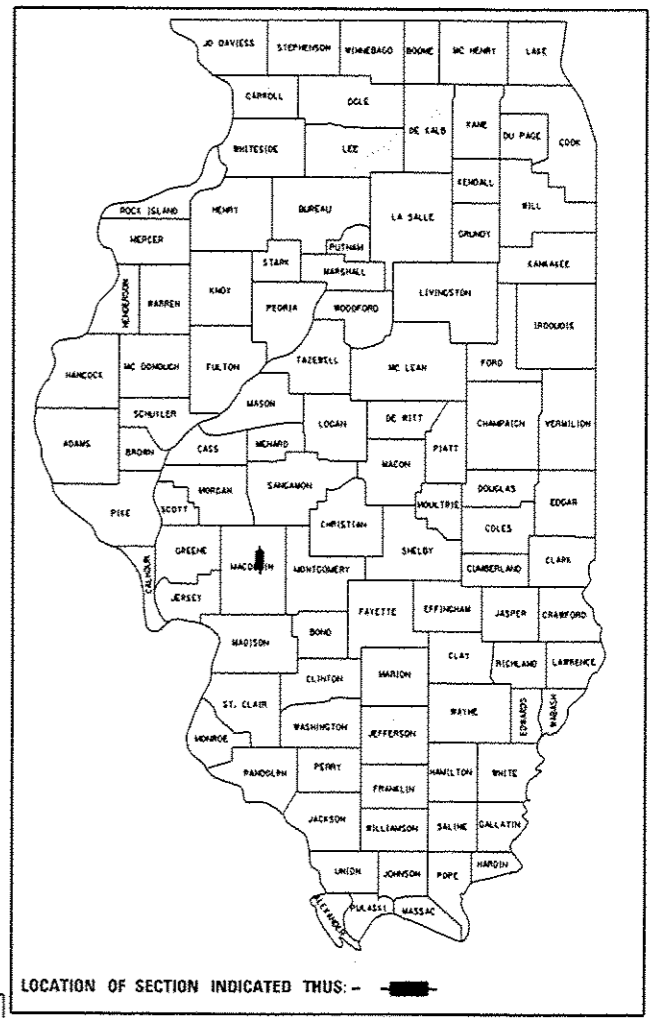 JO DAVIESS STEPHENSON WINNEBAGO BOONE MC HENRY LAKE
CARROLL OGLE DE KALB KANE DU PAGE COOK
WHITESIDE LEE
KENDALL WILL
ROCK ISLAND HENRY BUREAU LA SALLE GRUNDY
MERCER PUTNAM KANKAKEE
STARK MARSHALL
HENDERSON WARREN KNOX PEORIA WOODFORD LIVINGSTON IROQUOIS
HANCOCK MC DONOUGH FULTON TAZEWELL MC LEAN FORD
SCHUYLER MASON LOGAN DE WITT CHAMPAIGN VERMILION
ADAMS BROWN CASS MENARD PIATT
MACON
PIKE SCOTT MORGAN SANGAMON MOULTRIE DOUGLAS EDGAR
CHRISTIAN COLES
CALHOUN GREENE MONTGOMERY SHELBY CUMBERLAND CLARK
JERSEY FAYETTE EFFINGHAM JASPER CRAWFORD
MADISON BOND
CLAY RICHLAND LAWRENCE
CLINTON MARION
ST. CLAIR WAYNE EDWARDS WABASH
MONROE WASHINGTON JEFFERSON
RANDOLPH PERRY HAMILTON WHITE
FRANKLIN
JACKSON WILLIAMSON SALINE GALLATIN
UNION JOHNSON POPE HARDIN
ALEXANDER PULASKI MASSAC
LOCATION OF SECTION INDICATED THUS: -